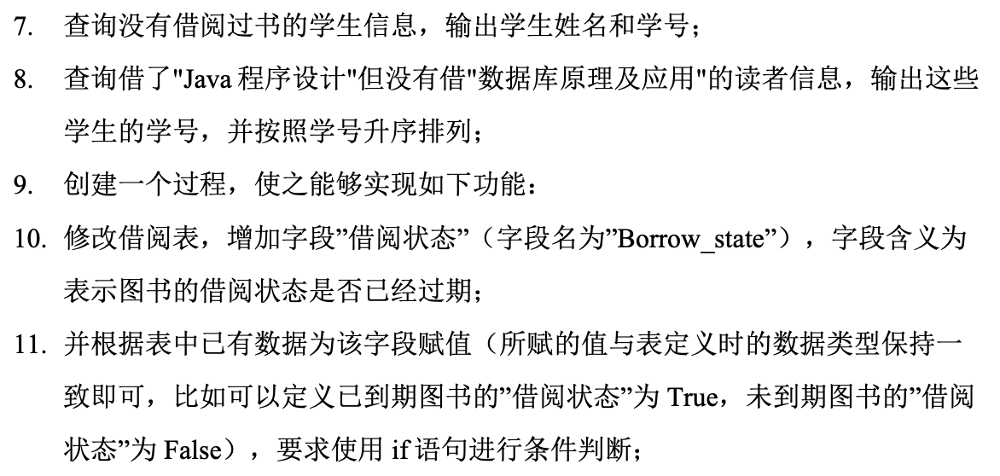 7. 查询没有借阅过书的学生信息，输出学生姓名和学号；
8. 查询借了"Java 程序设计"但没有借"数据库原理及应用"的读者信息，输出这些
学生的学号，并按照学号升序排列；
9. 创建一个过程，使之能够实现如下功能：
10. 修改借阅表，增加字段”借阅状态”（字段名为”Borrow_state”），字段含义为
表示图书的借阅状态是否已经过期；
11. 并根据表中已有数据为该字段赋值（所赋的值与表定义时的数据类型保持一
致即可，比如可以定义已到期图书的”借阅状态”为 True，未到期图书的”借阅
状态”为 False），要求使用 if 语句进行条件判断；